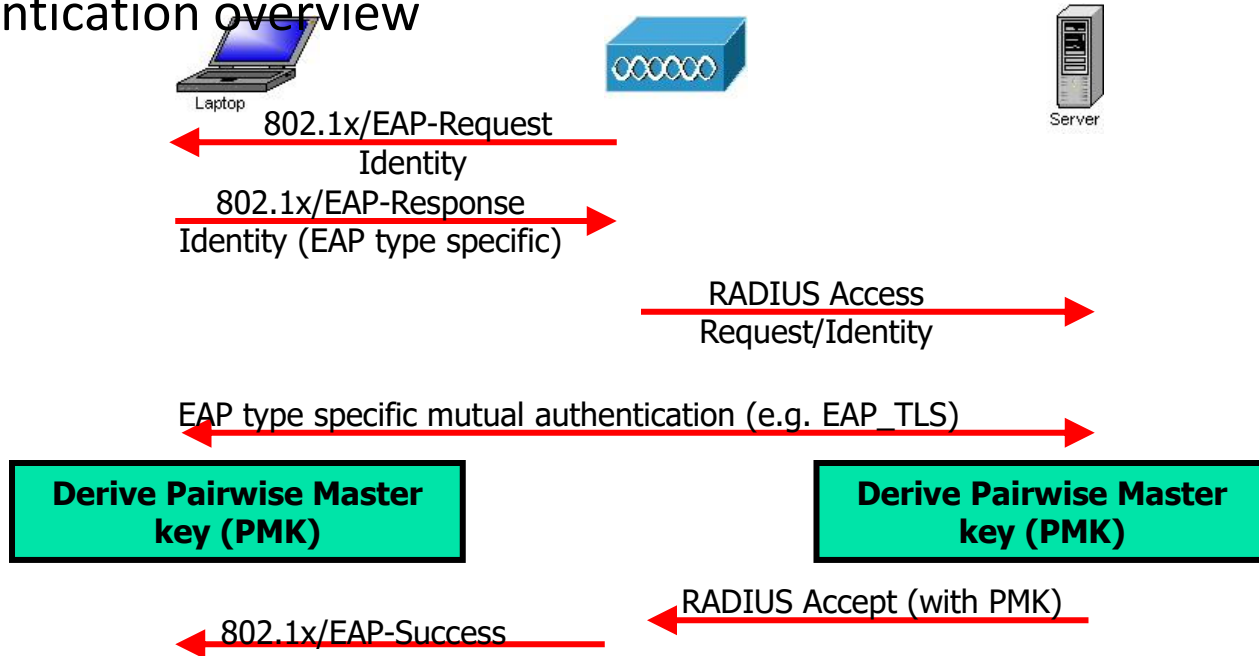 ntication overview
Laptop
Server
802.1x/EAP-Request
Identity
802.1x/EAP-Response
Identity (EAP type specific)
RADIUS Access
Request/Identity
EAP type specific mutual authentication (e.g. EAP_TLS)
Derive Pairwise Master
key (PMK)
Derive Pairwise Master
key (PMK)
RADIUS Accept (with PMK)
802.1x/EAP-Success